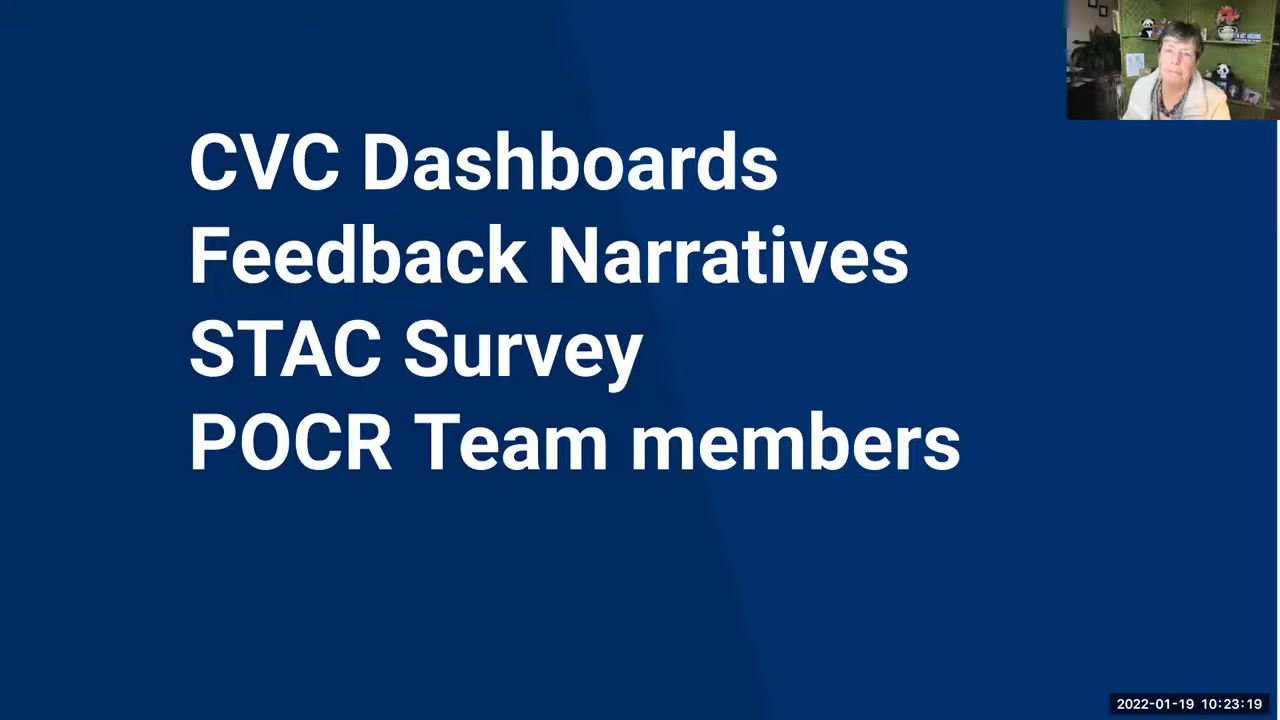 CVC Dashboards
Feedback Narratives
STAC Survey
POCR Team members
2022-01-19 10:23:19